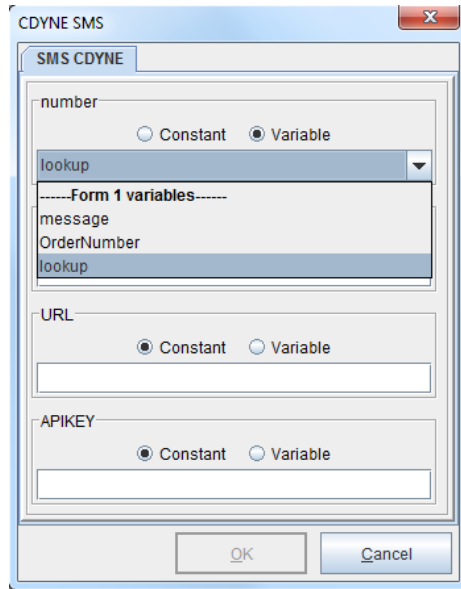 CDYNE SMS
SMS CDYNE
number
Constant Variable
lookup
------Form 1 variables------
message
OrderNumber
lookup
URL
Constant Variable
APIKEY
Constant Variable
OK Cancel